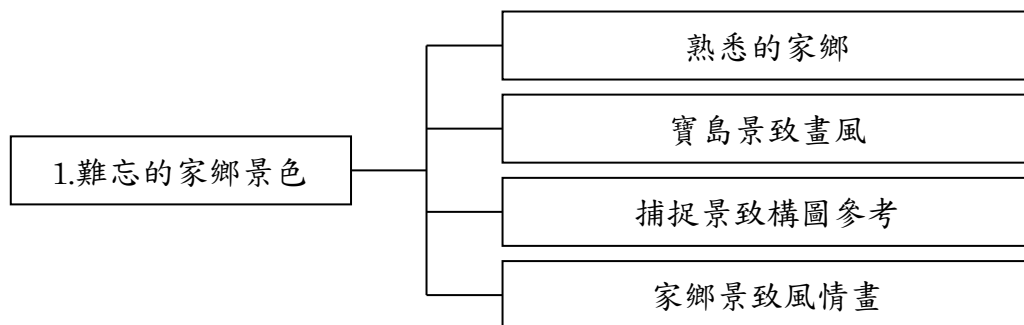 1.難忘的家鄉景色
熟悉的家鄉
寶島景致畫風
捕捉景致構圖參考
家鄉景致風情畫